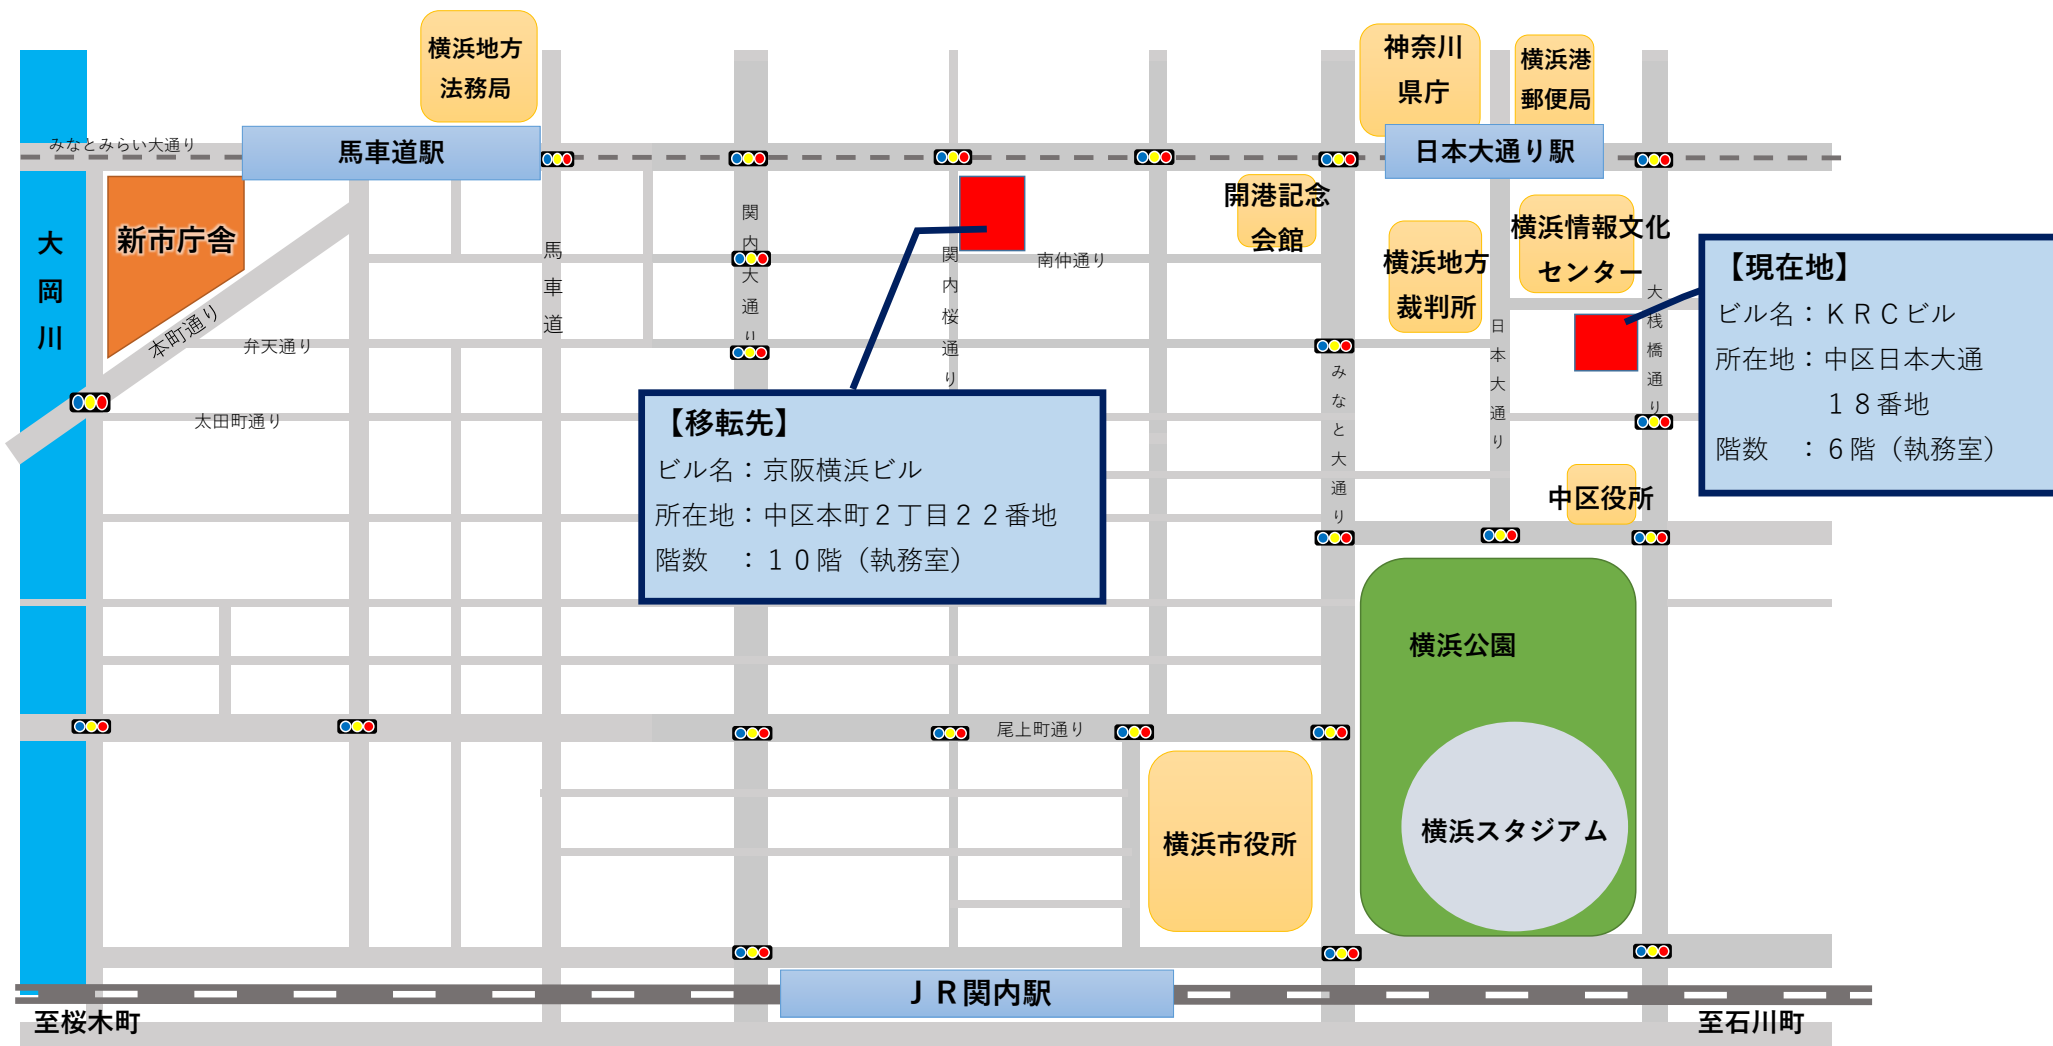 横浜地方
法務局
神奈川
県庁
横浜港
郵便局
みなとみらい大通り
馬車道駅
日本大通り駅
新市庁舎
大岡川
本町通り
弁天通り
太田町通り
馬車道
関内大通り
関内桜通り
南仲通り
開港記念
会館
横浜地方
裁判所
横浜情報文化
センター
みなと大通り
日本大通り
大桟橋通り
【現在地】
ビル名：ＫＲＣビル
所在地：中区日本大通
１８番地
階数　：６階（執務室）
【移転先】
ビル名：京阪横浜ビル
所在地：中区本町２丁目２２番地
階数　：１０階（執務室）
中区役所
横浜公園
横浜スタジアム
尾上町通り
横浜市役所
ＪＲ関内駅
至桜木町
至石川町